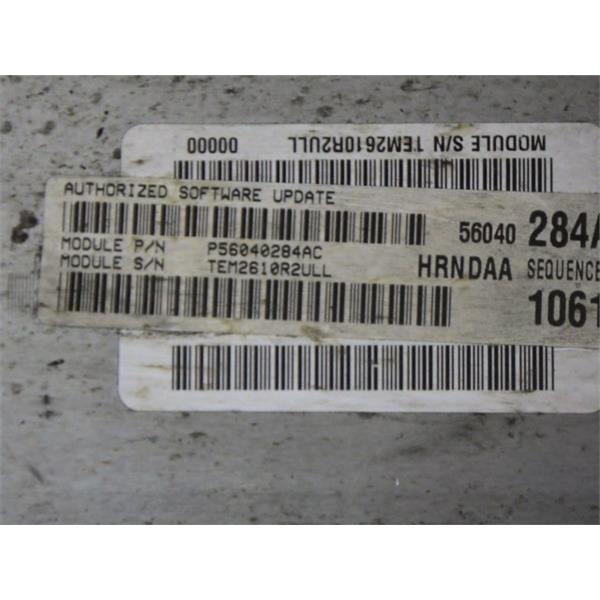 MODULE S/N TEM2610R2ULL 00000
AUTHORIZED SOFTWARE UPDATE
56040 284A
MODULE P/N P56040284AC
MODULE S/N TEM2610R2ULL
HRNDAA SEQUENCE
1061